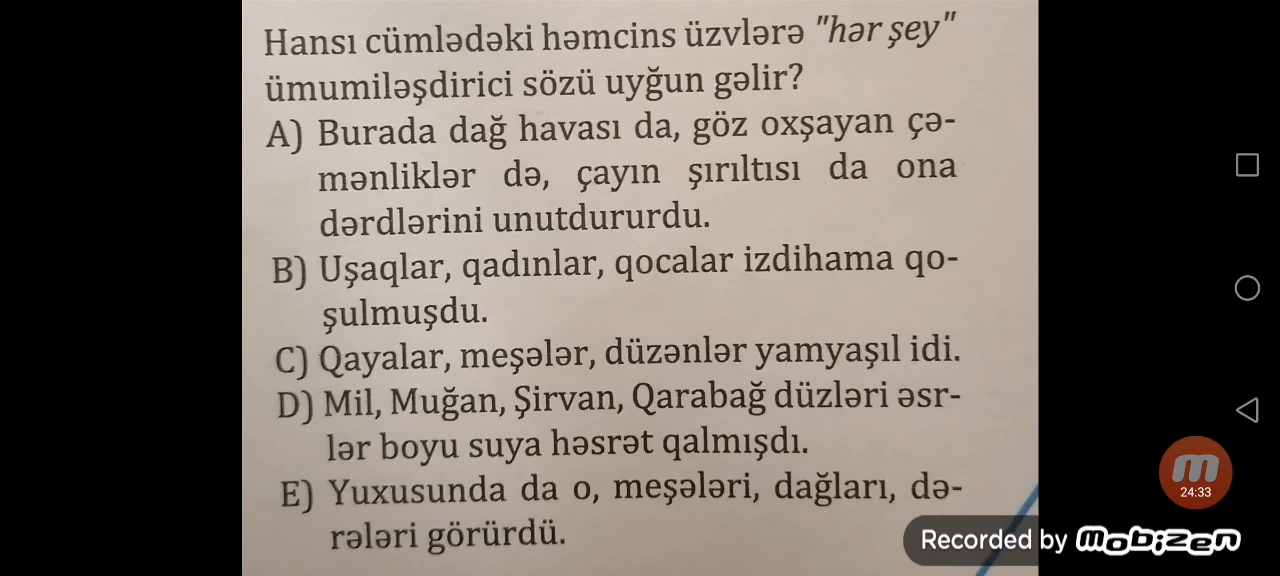 Hansı cümlədəki həmcins üzvlərə "hər şey"
ümumiləşdirici sözü uyğun gəlir?
A) Burada dağ havası da, göz oxşayan çə-
mənliklər də, çayın şırıltısı da ona
dərdlərini unutdururdu.
B) Uşaqlar, qadınlar, qocalar izdihama qo-
şulmuşdu.
C) Qayalar, meşələr, düzənlər yamyaşıl idi.
D) Mil, Muğan, Şirvan, Qarabağ düzləri əsr-
lər boyu suya həsrət qalmışdı.
E) Yuxusunda da o, meşələri, dağları, də-
rələri görürdü.
24:33
Recorded by mobizen